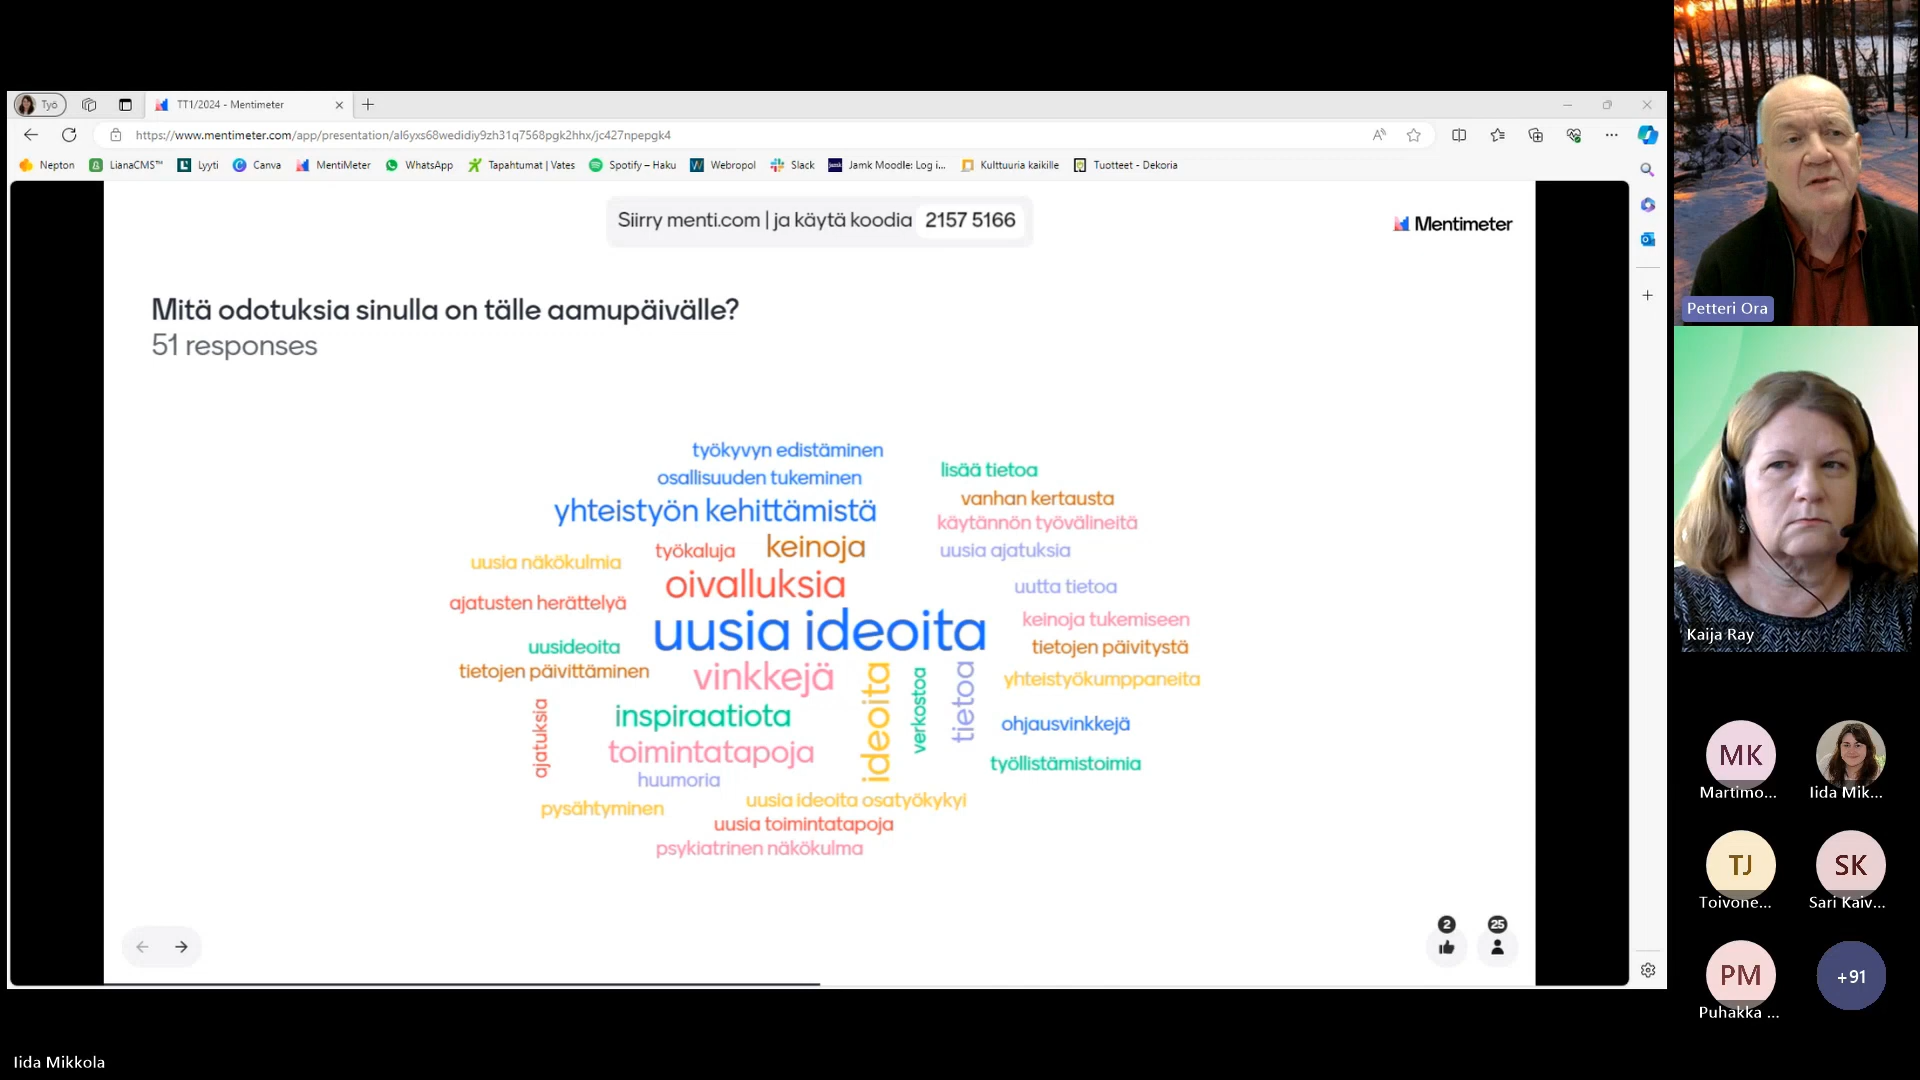 Työ
TT1/2024 - Mentimeter
https://www.mentimeter.com/app/presentation/al6yxs68wedidiy9zh31q7568pgk2hhx/jc427npepgk4
Nepton LianaCMS™ Lyyti Canva MentiMeter WhatsApp Tapahtumat | Vates Spotify – Haku Webropol Slack Jamk Moodle: Log i... Kulttuuria kaikille Tuotteet - Dekoria
Siirry menti.com | ja käytä koodia 2157 5166
Mentimeter
Mitä odotuksia sinulla on tälle aamupäivälle?
51 responses
työkyvyn edistäminen
lisää tietoa
osallisuuden tukeminen
vanhan kertausta
yhteistyön kehittämistä
käytännön työvälineitä
uusia näkökulmia
työkaluja
keinoja
uusia ajatuksia
oivalluksia
uutta tietoa
ajatusten herättelyä
uusia ideoita
keinoja tukemiseen
uusideoita
tietojen päivitystä
tietojen päivittäminen
vinkkejä
ideoita
verkostoa
tietoa
yhteistyökumppaneita
ajatuksia
inspiraatiota
ohjausvinkkejä
toimintatapoja
työllistämistoimia
huumoria
pysähtyminen
uusia ideoita osatyökykyi
uusia toimintatapoja
psykiatrinen näkökulma
2 25
Petteri Ora
Kaija Ray
MK
Martimo...
Iida Mik...
TJ
Toivone...
SK
Sari Kaiv...
PM
Puhakka ...
+91
Iida Mikkola